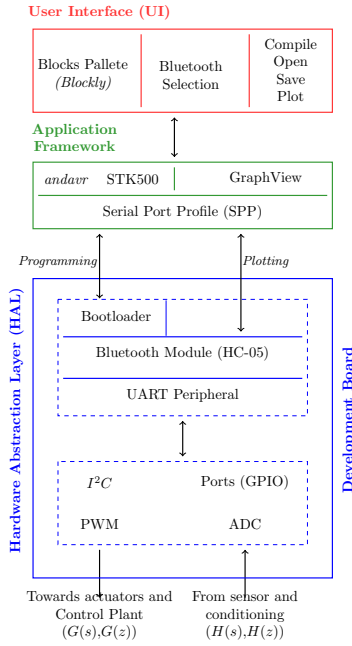 User Interface (UI)
Blocks Pallete
(Blockly)
Bluetooth
Selection
Compile
Open
Save
Plot
Application
Framework
andavr STK500
GraphView
Serial Port Profile (SPP)
Programming
Plotting
Hardware Abstraction Layer (HAL)
Development Board
Bootloader
Bluetooth Module (HC-05)
UART Peripheral
I²C
Ports (GPIO)
PWM
ADC
Towards actuators and
Control Plant
(G(s),G(z))
From sensor and
conditioning
(H(s),H(z))